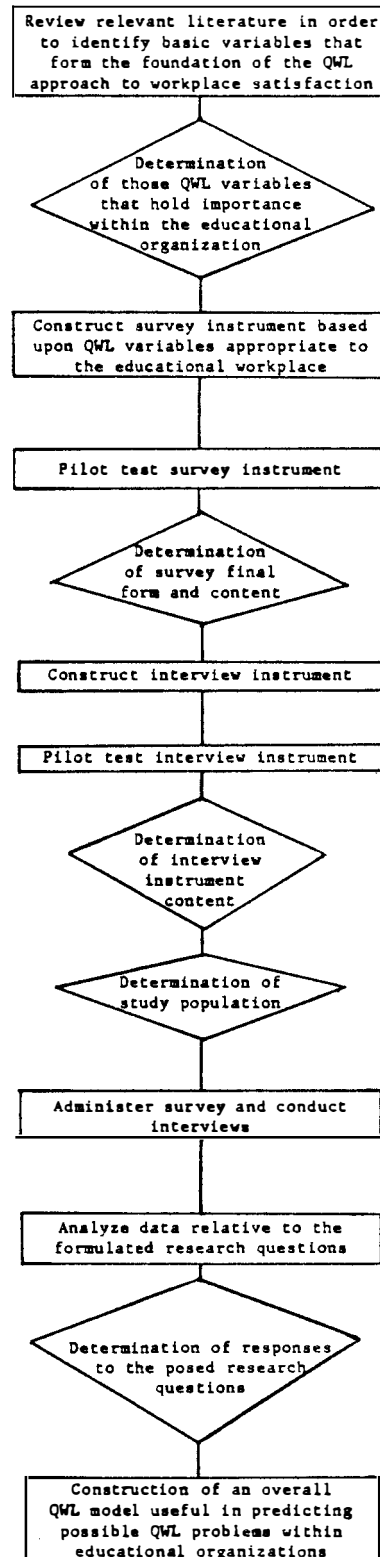 Review relevant literature in order
to identify basic variables that
form the foundation of the QWL
approach to workplace satisfaction
Determination
of those QWL variables
that hold importance
within the educational
organization
Construct survey instrument based
upon QWL variables appropriate to
the educational workplace
Pilot test survey instrument
Determination
of survey final
form and content
Construct interview instrument
Pilot test interview instrument
Determination
of interview
instrument
content
Determination of
study population
Administer survey and conduct
interviews
Analyze data relative to the
formulated research questions
Determination of responses
to the posed research
questions
Construction of an overall
QWL model useful in predicting
possible QWL problems within
educational organizations